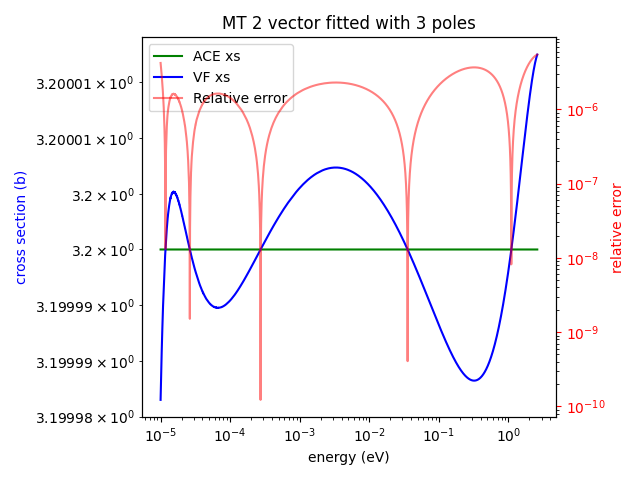 MT 2 vector fitted with 3 poles
ACE xs
VF xs
Relative error
cross section (b)
3.20001 × 10⁰
3.20001 × 10⁰
3.2 × 10⁰
3.2 × 10⁰
3.19999 × 10⁰
3.19999 × 10⁰
3.19998 × 10⁰
10⁻⁶
10⁻⁷
10⁻⁸
10⁻⁹
10⁻¹⁰
relative error
10⁻⁵ 10⁻⁴ 10⁻³ 10⁻² 10⁻¹ 10⁰
energy (eV)